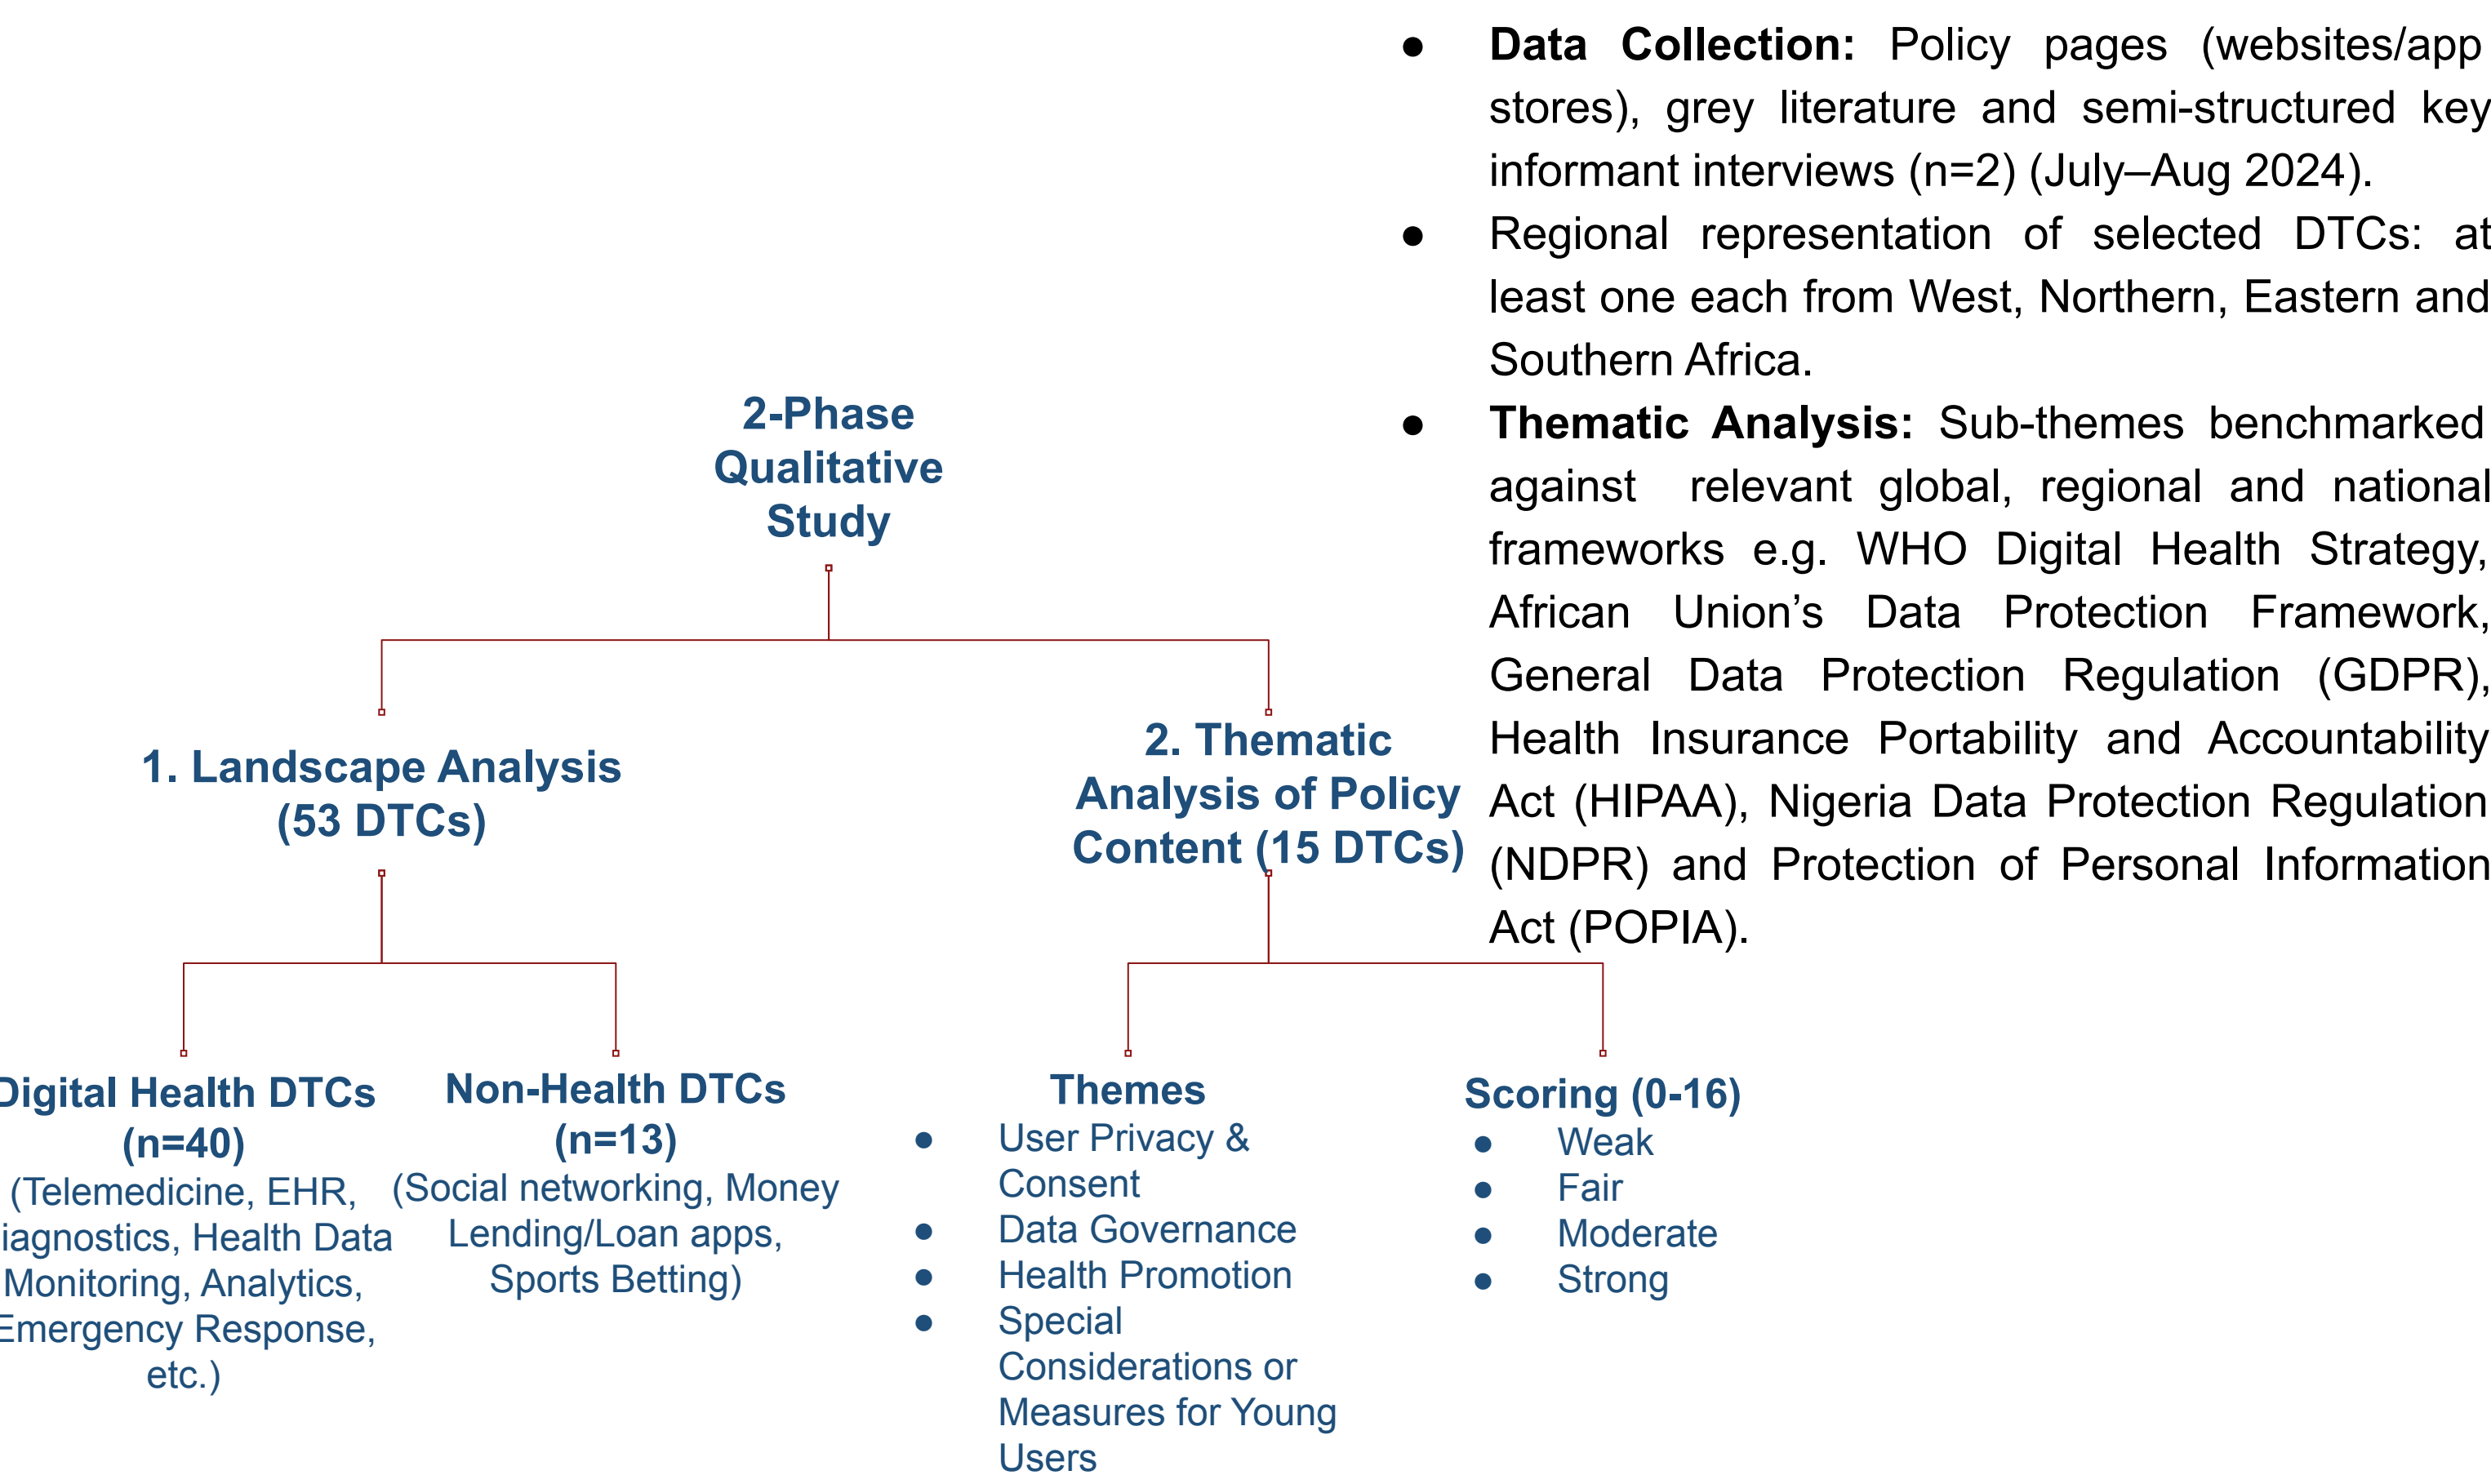 ● Data Collection: Policy pages (websites/app
stores), grey literature and semi-structured key
informant interviews (n=2) (July–Aug 2024).
● Regional representation of selected DTCs: at
least one each from West, Northern, Eastern and
Southern Africa.
● Thematic Analysis: Sub-themes benchmarked
against relevant global, regional and national
frameworks e.g. WHO Digital Health Strategy,
African Union’s Data Protection Framework,
General Data Protection Regulation (GDPR),
Health Insurance Portability and Accountability
Act (HIPAA), Nigeria Data Protection Regulation
(NDPR) and Protection of Personal Information
Act (POPIA).
2-Phase
Qualitative
Study
1. Landscape Analysis
(53 DTCs)
2. Thematic
Analysis of Policy
Content (15 DTCs)
Digital Health DTCs
(n=40)
(Telemedicine, EHR,
iagnostics, Health Data
Monitoring, Analytics,
Emergency Response,
etc.)
Non-Health DTCs
(n=13)
(Social networking, Money
Lending/Loan apps,
Sports Betting)
Themes
● User Privacy &
Consent
● Data Governance
● Health Promotion
● Special
Considerations or
Measures for Young
Users
Scoring (0-16)
● Weak
● Fair
● Moderate
● Strong